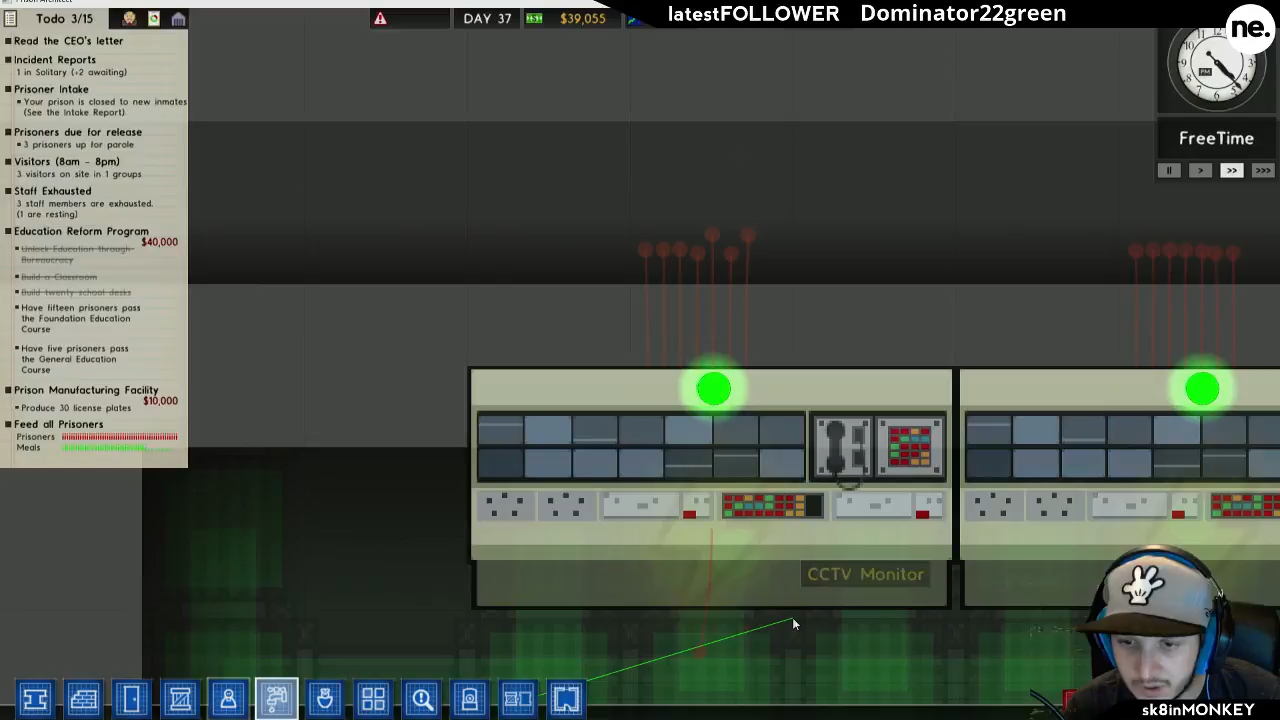 Prison Architect
Todo 3/15
DAY 37
$39,055
latestFOLLOWER Dominator22green
ne.
Read the CEO's letter
Incident Reports
1 in Solitary (+2 awaiting)
Prisoner Intake
Your prison is closed to new inmates
(See the Intake Report)
Prisoners due for release
3 prisoners up for parole
Visitors (8am - 8pm)
3 visitors on site in 1 groups
Staff Exhausted
3 staff members are exhausted.
(1 are resting)
Education Reform Program
$40,000
Unlock Education through
Bureaucracy
Build a Classroom
Build twenty school desks
Have fifteen prisoners pass
the Foundation Education
Course
Have five prisoners pass
the General Education
Course
Prison Manufacturing Facility
$10,000
Produce 30 license plates
Feed all Prisoners
Prisoners
Meals
PM
FreeTime
CCTV Monitor
sk8inMONKEY